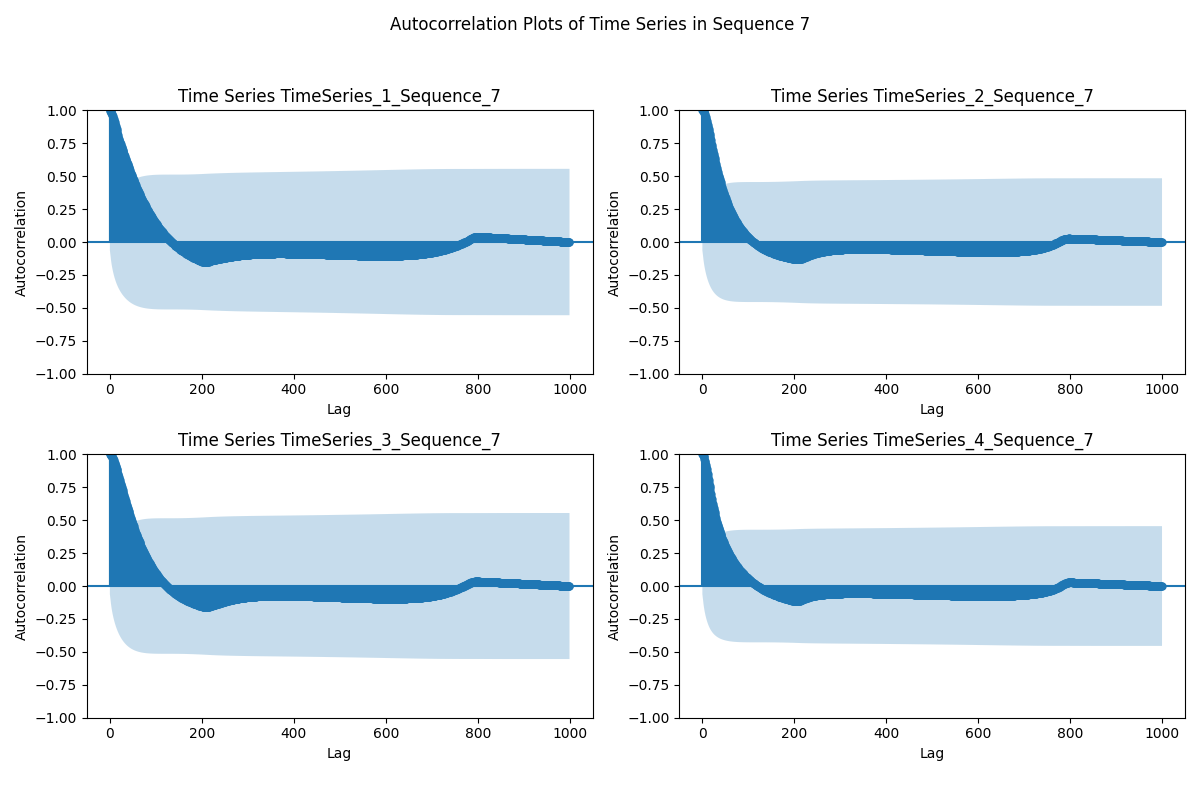 Autocorrelation Plots of Time Series in Sequence 7
Time Series TimeSeries_1_Sequence_7
Autocorrelation
1.00
0.75
0.50
0.25
0.00
−0.25
−0.50
−0.75
−1.00
0 200 400 600 800 1000
Lag
Time Series TimeSeries_2_Sequence_7
Autocorrelation
1.00
0.75
0.50
0.25
0.00
−0.25
−0.50
−0.75
−1.00
0 200 400 600 800 1000
Lag
Time Series TimeSeries_3_Sequence_7
Autocorrelation
1.00
0.75
0.50
0.25
0.00
−0.25
−0.50
−0.75
−1.00
0 200 400 600 800 1000
Lag
Time Series TimeSeries_4_Sequence_7
Autocorrelation
1.00
0.75
0.50
0.25
0.00
−0.25
−0.50
−0.75
−1.00
0 200 400 600 800 1000
Lag